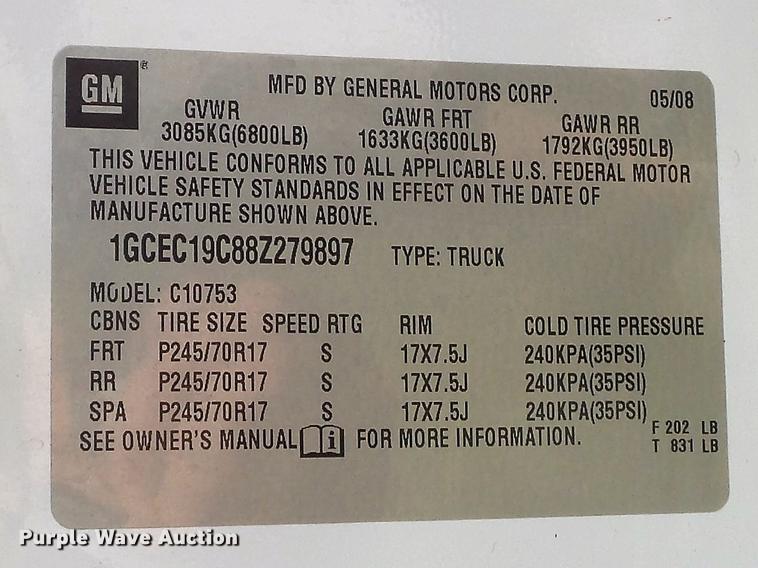 GM ®
MFD BY GENERAL MOTORS CORP. 05/08
GVWR GAWR FRT GAWR RR
3085KG(6800LB) 1633KG(3600LB) 1792KG(3950LB)
THIS VEHICLE CONFORMS TO ALL APPLICABLE U.S. FEDERAL MOTOR
VEHICLE SAFETY STANDARDS IN EFFECT ON THE DATE OF
MANUFACTURE SHOWN ABOVE.
1GCEC19C88Z279897 TYPE: TRUCK
MODEL: C10753
CBNS TIRE SIZE SPEED RTG RIM COLD TIRE PRESSURE
FRT P245/70R17 S 17X7.5J 240KPA(35PSI)
RR P245/70R17 S 17X7.5J 240KPA(35PSI)
SPA P245/70R17 S 17X7.5J 240KPA(35PSI)
F 202 LB
SEE OWNER'S MANUAL i FOR MORE INFORMATION. T 831 LB
Purple Wave Auction